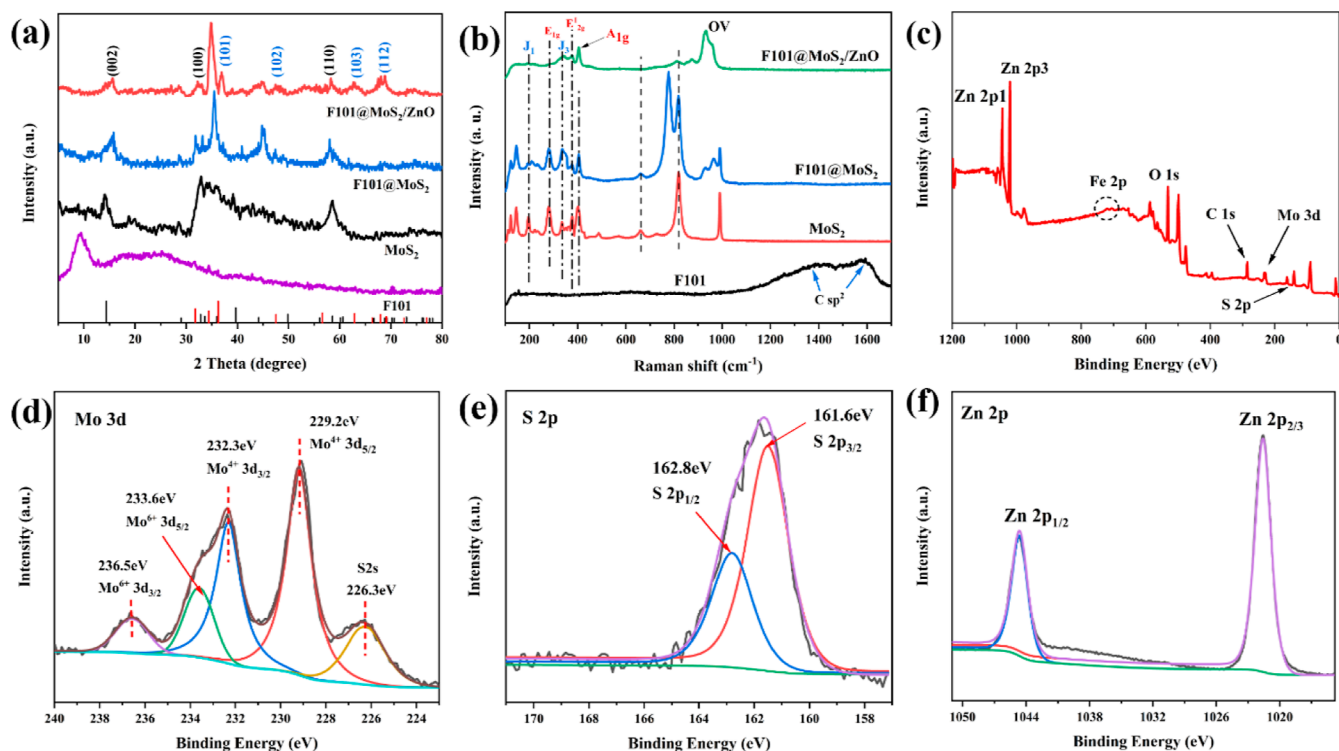 (a)
(002)
(100)
(101)
(102)
(110)
(103)
(112)
F101@MoS₂/ZnO
F101@MoS₂
MoS₂
F101
Intensity (a.u.)
10 20 30 40 50 60 70 80
2 Theta (degree)
(b)
J₁
E₁g
J₃
E¹₂g
A₁g
OV
F101@MoS₂/ZnO
F101@MoS₂
MoS₂
F101
C sp²
Intensity (a. u.)
200 400 600 800 1000 1200 1400 1600
Raman shift (cm⁻¹)
(c)
Zn 2p3
Zn 2p1
Fe 2p
O 1s
C 1s
Mo 3d
S 2p
Intensity (a.u.)
1200 1000 800 600 400 200 0
Binding Energy (eV)
(d)
Mo 3d
229.2eV
Mo⁴⁺ 3d₅/₂
232.3eV
Mo⁴⁺ 3d₃/₂
233.6eV
Mo⁶⁺ 3d₅/₂
236.5eV
Mo⁶⁺ 3d₃/₂
S2s
226.3eV
Intensity (a.u.)
240 238 236 234 232 230 228 226 224
Binding Energy (eV)
(e)
S 2p
161.6eV
S 2p₃/₂
162.8eV
S 2p₁/₂
Intensity (a.u.)
170 168 166 164 162 160 158
Binding Energy (eV)
(f)
Zn 2p
Zn 2p₂/₃
Zn 2p₁/₂
Intensity (a.u.)
1050 1044 1038 1032 1026 1020
Binding Energy (eV)